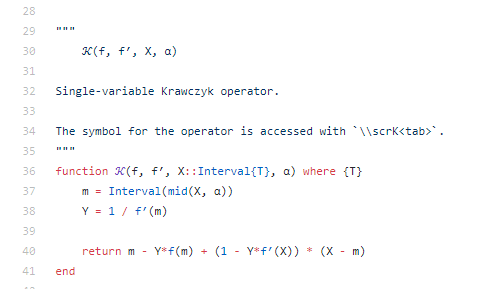 28
29 """
30     𝒦(f, f′, X, α)
31
32 Single-variable Krawczyk operator.
33
34 The symbol for the operator is accessed with `\\scrK<tab>`.
35 """
36 function 𝒦(f, f′, X::Interval{T}, α) where {T}
37     m = Interval(mid(X, α))
38     Y = 1 / f′(m)
39
40     return m - Y*f(m) + (1 - Y*f′(X)) * (X - m)
41 end